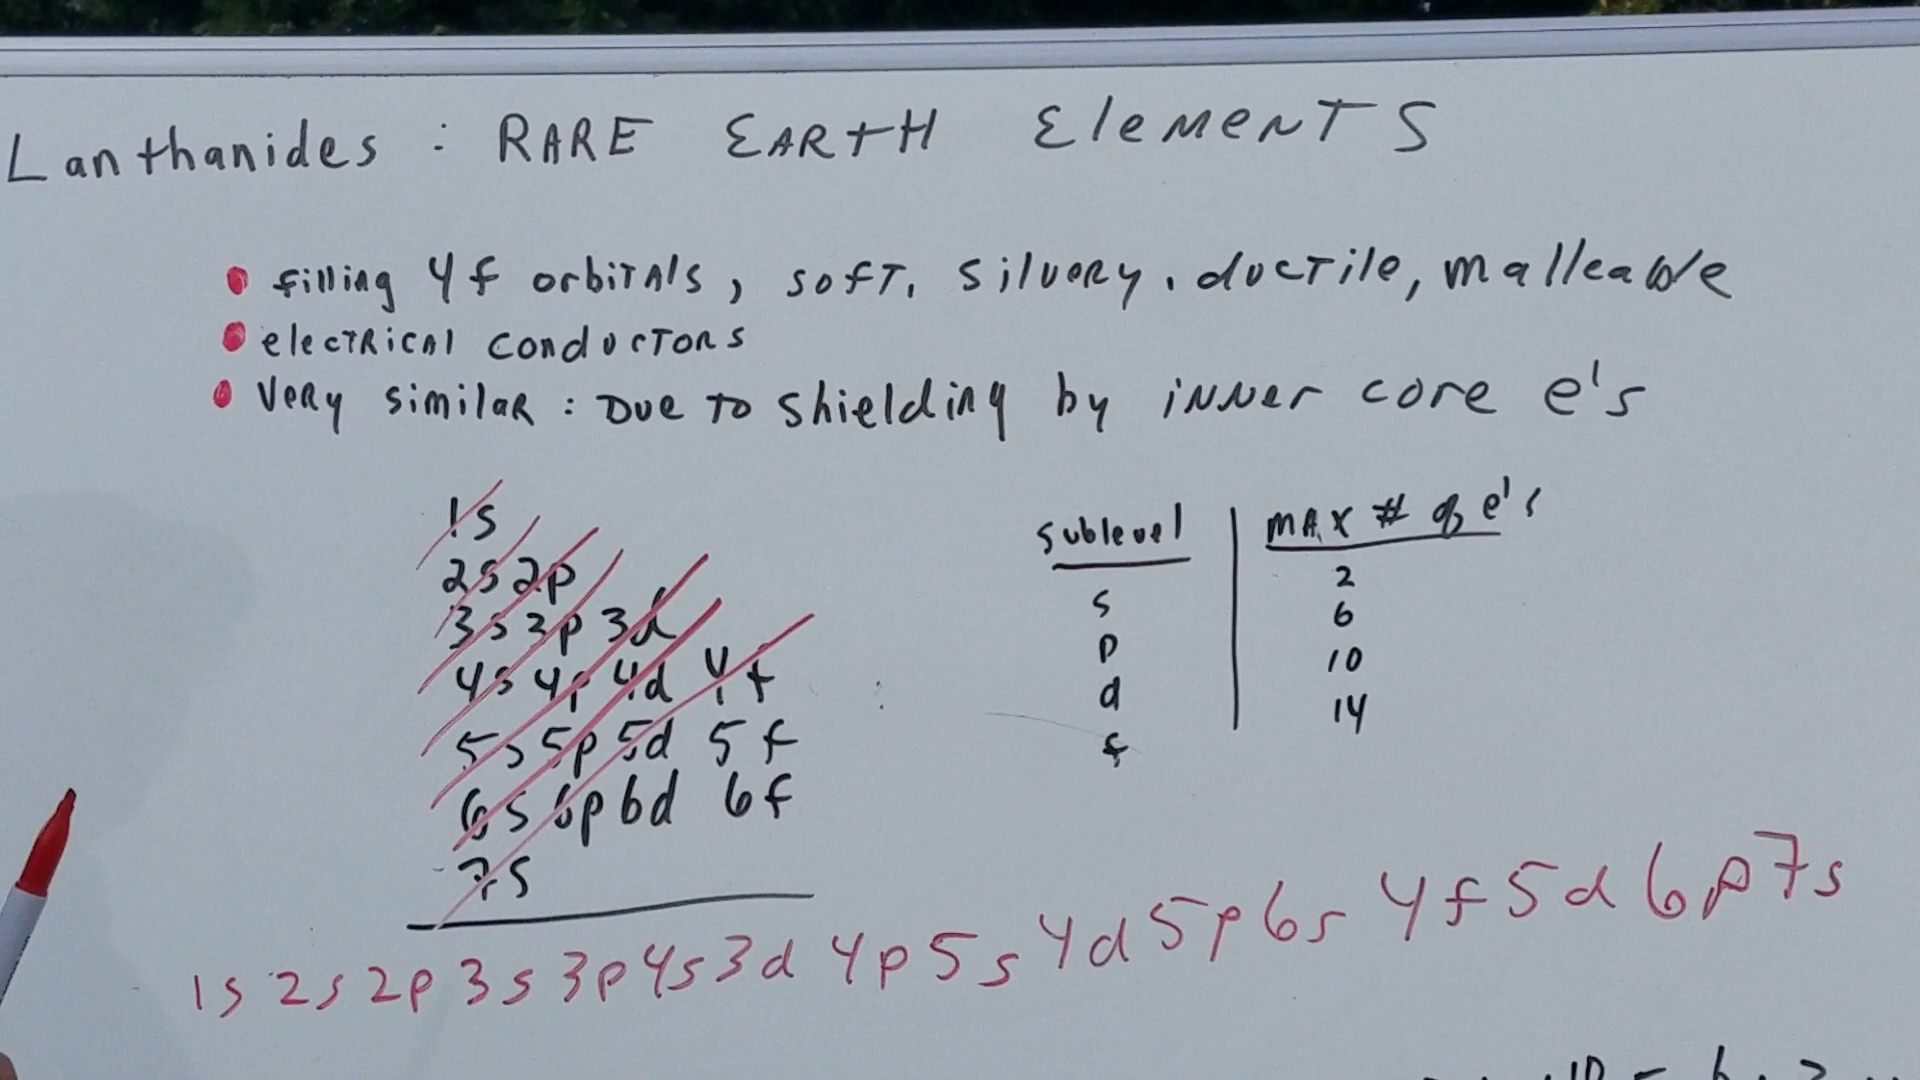 Lanthanides : RARE EARTH ElEMENTS
• filling 4f orbitals, soft. silvery. ductile, malleable
• electrical conductors
• Very similar : Due to shielding by inner core e's
1s
2s 2p
3s 3p 3d
4s 4p 4d 4f
5s 5p 5d 5f
6s 6p 6d 6f
7s
sublevel
s
p
d
f
MAX # of e's
2
6
10
14
1s 2s 2p 3s 3p 4s 3d 4p 5s 4d 5p 6s 4f 5d 6p 7s